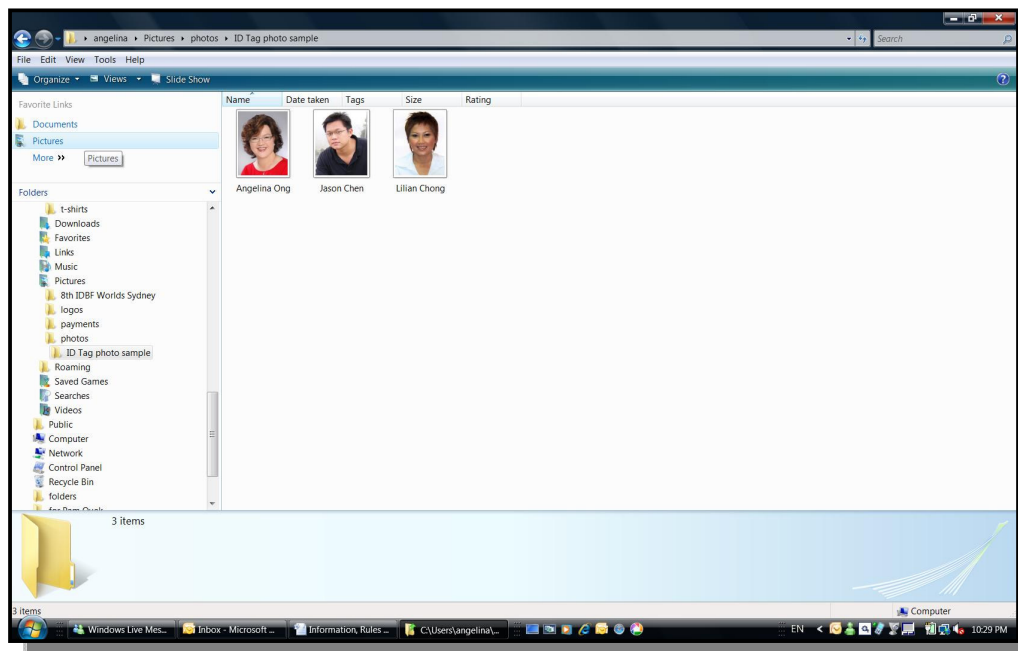 angelina ▸ Pictures ▸ photos ▸ ID Tag photo sample
Search
File Edit View Tools Help
Organize Views Slide Show
Favorite Links
Documents
Pictures
More »
Pictures
Folders
t-shirts
Downloads
Favorites
Links
Music
Pictures
8th IDBF Worlds Sydney
logos
payments
photos
ID Tag photo sample
Roaming
Saved Games
Searches
Videos
Public
Computer
Network
Control Panel
Recycle Bin
folders
Name Date taken Tags Size Rating
Angelina Ong Jason Chen Lilian Chong
3 items
3 items
Computer
Windows Live Mes... Inbox - Microsoft ... Information, Rules ... C:\Users\angelina\... EN 10:29 PM